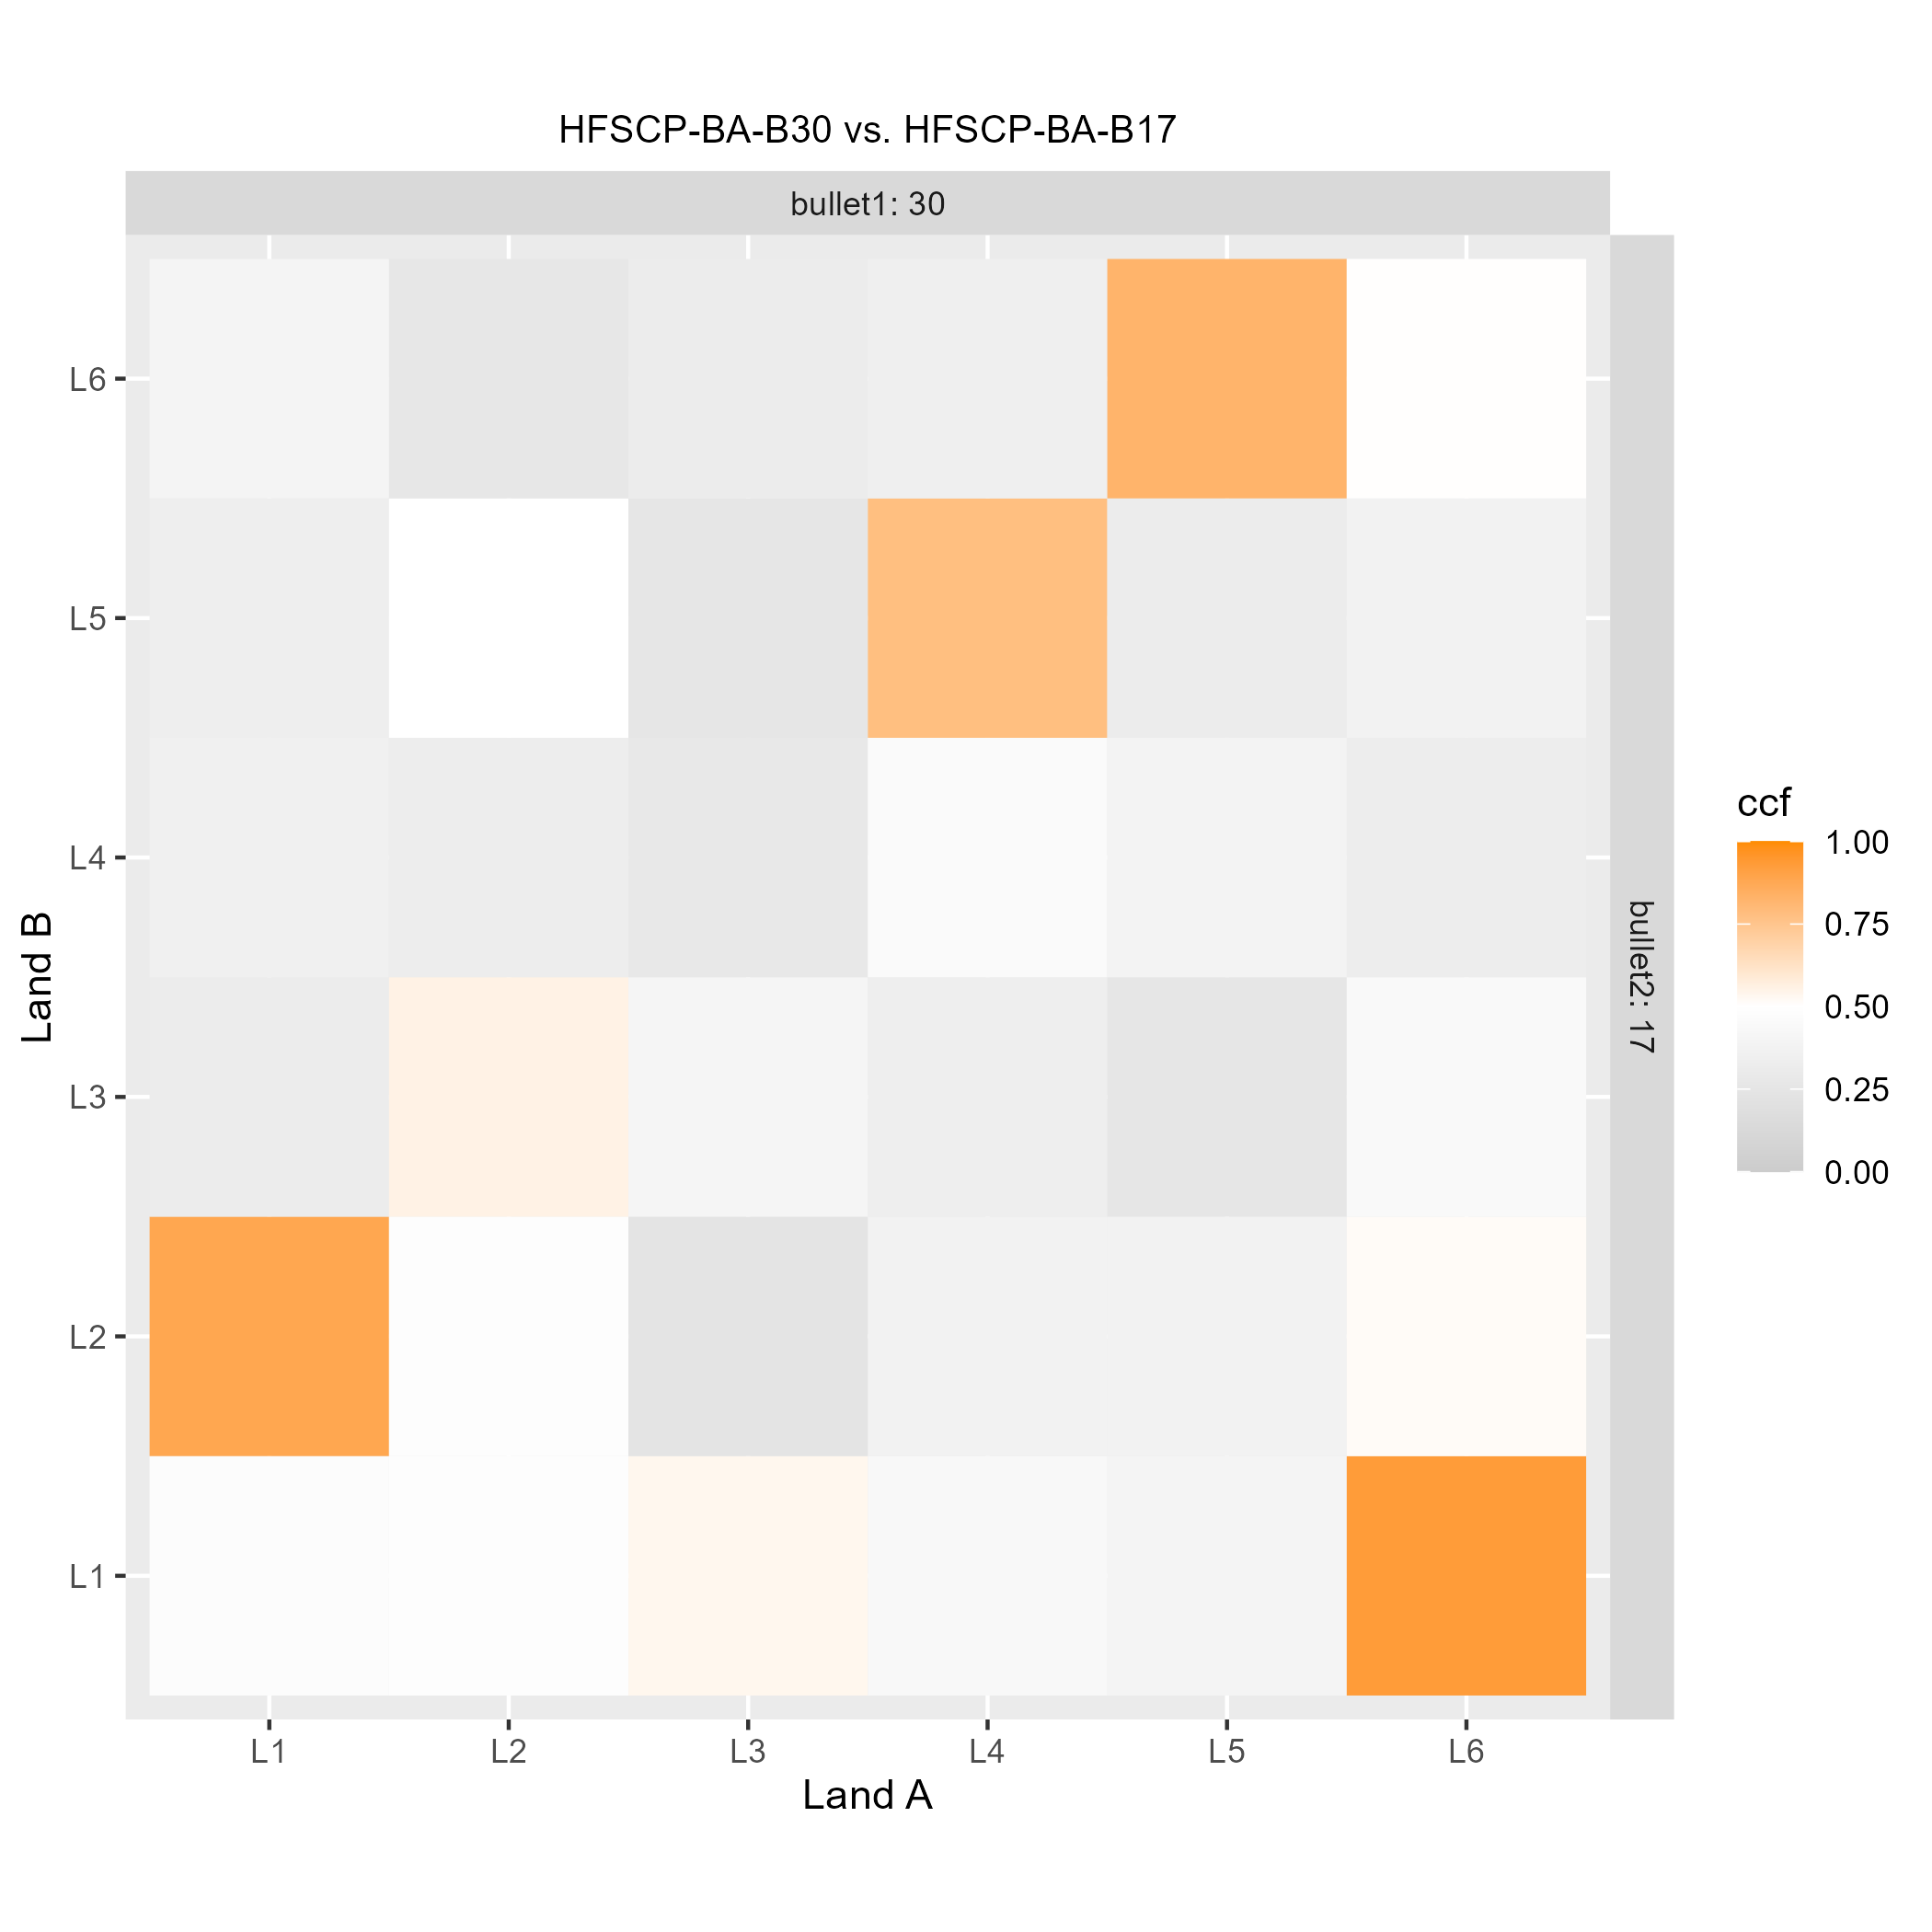 HFSCP-BA-B30 vs. HFSCP-BA-B17
bullet1: 30
bullet2: 17
Land B
L6
L5
L4
L3
L2
L1
L1 L2 L3 L4 L5 L6
Land A
ccf
1.00
0.75
0.50
0.25
0.00